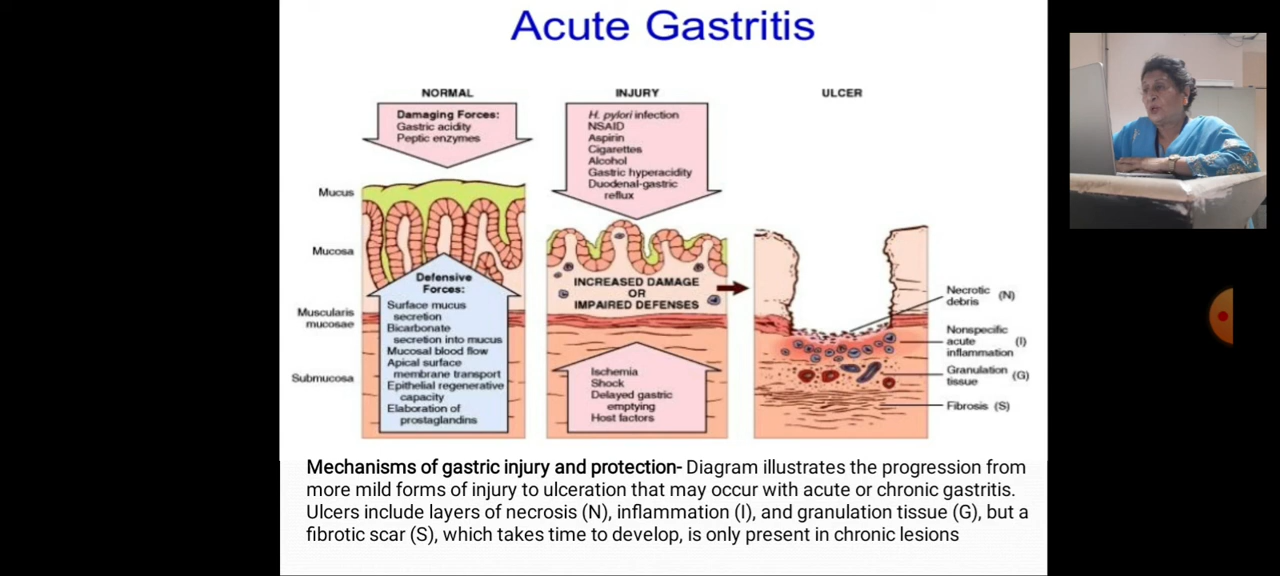 Acute Gastritis
NORMAL
Damaging Forces:
Gastric acidity
Peptic enzymes
Mucus
Mucosa
Muscularis
mucosae
Submucosa
Defensive
Forces:
Surface mucus
secretion
Bicarbonate
secretion into mucus
Mucosal blood flow
Apical surface
membrane transport
Epithelial regenerative
capacity
Elaboration of
prostaglandins
INJURY
H. pylori infection
NSAID
Aspirin
Cigarettes
Alcohol
Gastric hyperacidity
Duodenal-gastric
reflux
INCREASED DAMAGE
OR
IMPAIRED DEFENSES
Ischemia
Shock
Delayed gastric
emptying
Host factors
ULCER
Necrotic
debris (N)
Nonspecific
acute (I)
inflammation
Granulation (G)
tissue
Fibrosis (S)
Mechanisms of gastric injury and protection- Diagram illustrates the progression from
more mild forms of injury to ulceration that may occur with acute or chronic gastritis.
Ulcers include layers of necrosis (N), inflammation (I), and granulation tissue (G), but a
fibrotic scar (S), which takes time to develop, is only present in chronic lesions